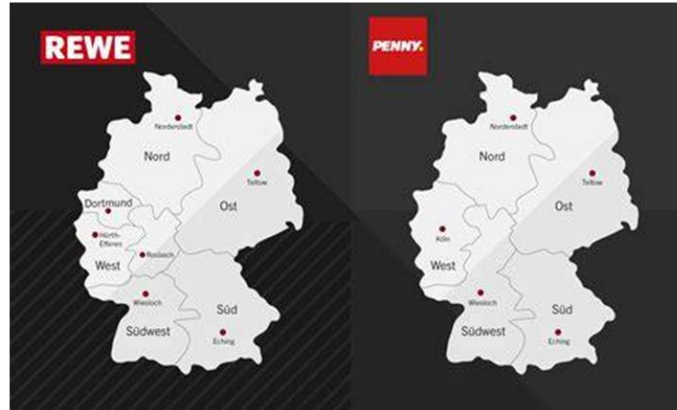 REWE
Norderstedt
Nord
Dortmund
Teltow
Ost
Hürth-
Efferen
Rosbach
West
Wiesloch
Süd
Südwest
Eching
PENNY.
Norderstedt
Nord
Teltow
Ost
Köln
West
Wiesloch
Süd
Südwest
Eching